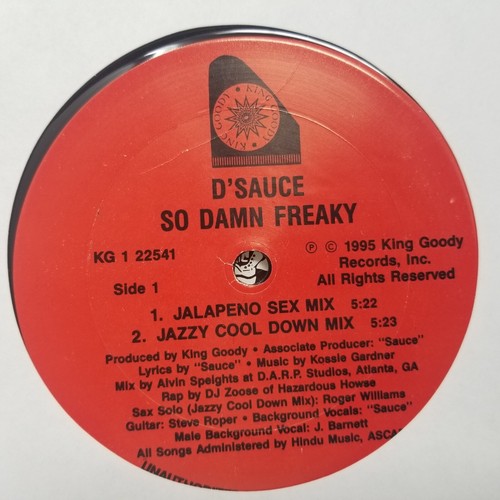 KING GOODY • KING GOODY •
D'SAUCE
SO DAMN FREAKY
KG 1 22541
Ⓟ © 1995 King Goody
Records, Inc.
All Rights Reserved
Side 1
1. JALAPENO SEX MIX 5:22
2. JAZZY COOL DOWN MIX 5:23
Produced by King Goody • Associate Producer: "Sauce"
Lyrics by "Sauce" • Music by Kossie Gardner
Mix by Alvin Speights at D.A.R.P. Studios, Atlanta, GA
Rap by DJ Zoose of Hazardous Howse
Sax Solo (Jazzy Cool Down Mix): Roger Williams
Guitar: Steve Roper • Background Vocals: "Sauce"
Male Background Vocal: J. Barnett
All Songs Administered by Hindu Music, ASCA